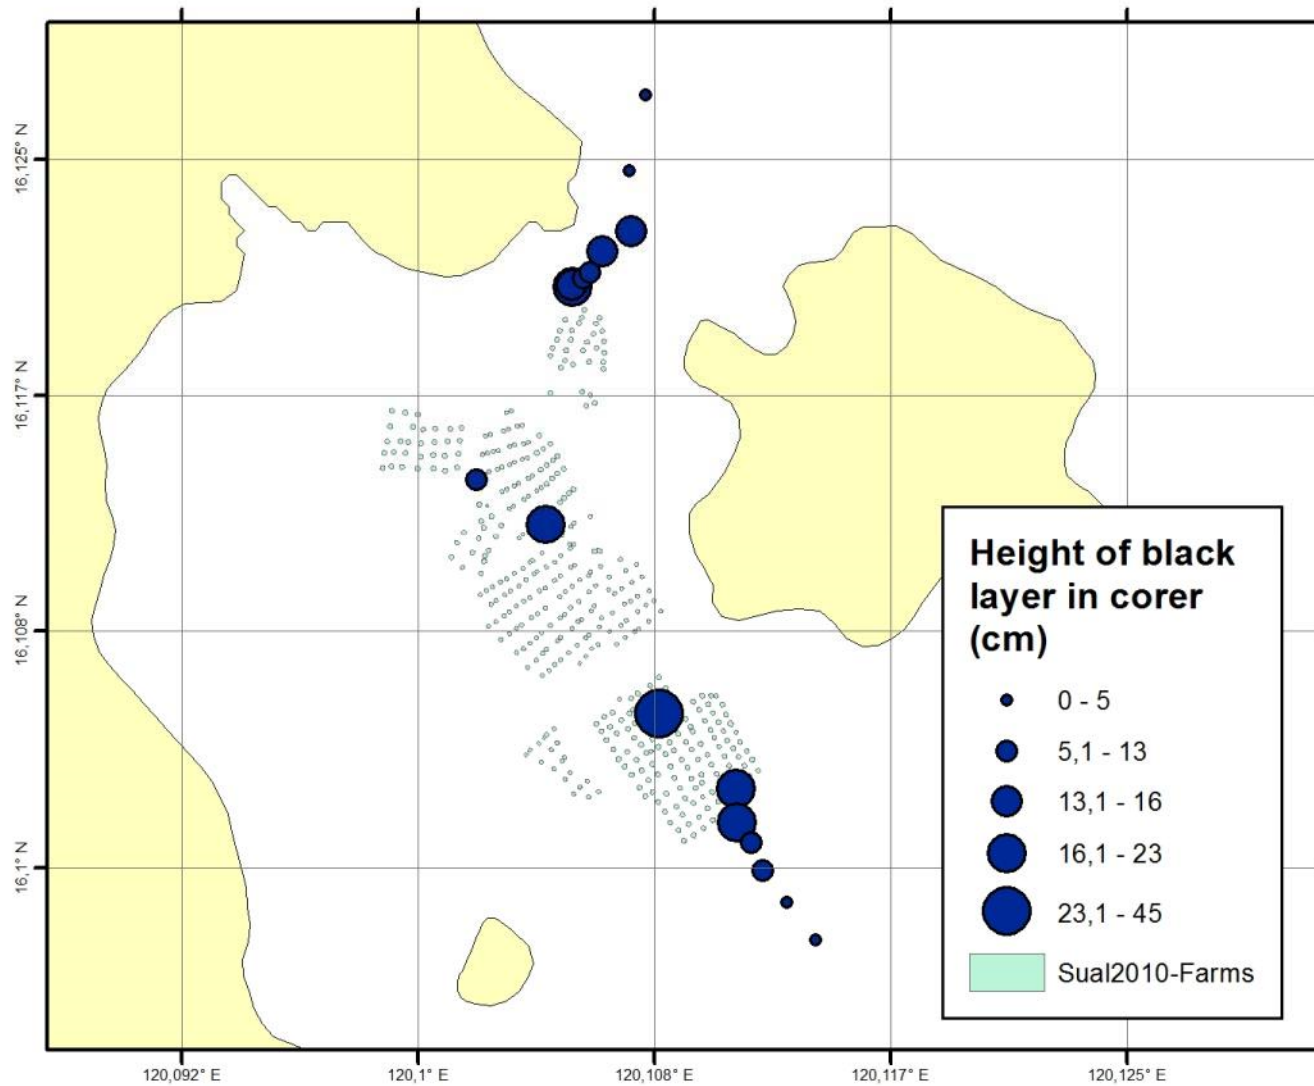 16,125° N
16,117° N
16,108° N
16,1° N
Height of black
layer in corer
(cm)
0 - 5
5,1 - 13
13,1 - 16
16,1 - 23
23,1 - 45
Sual2010-Farms
120,092° E
120,1° E
120,108° E
120,117° E
120,125° E